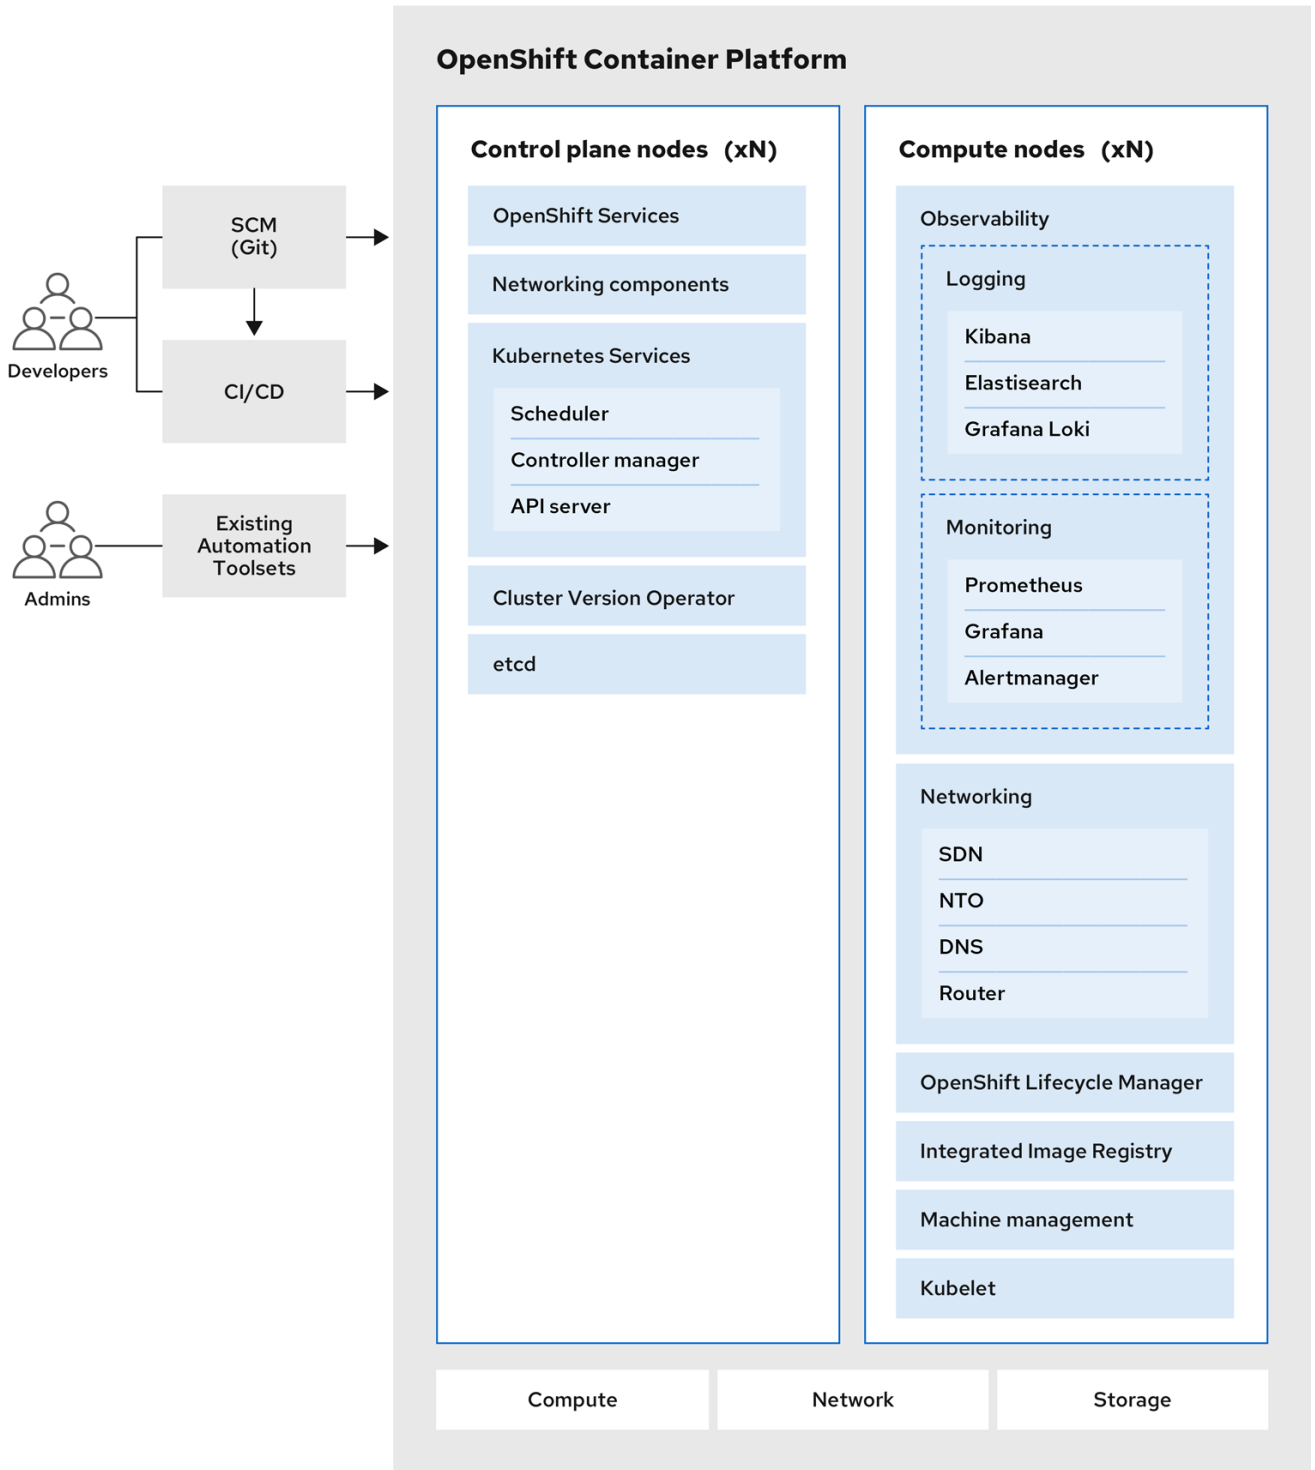 OpenShift Container Platform
Control plane nodes (xN)
OpenShift Services
Networking components
Kubernetes Services
Scheduler
Controller manager
API server
Cluster Version Operator
etcd
Compute nodes (xN)
Observability
Logging
Kibana
Elastisearch
Grafana Loki
Monitoring
Prometheus
Grafana
Alertmanager
Networking
SDN
NTO
DNS
Router
OpenShift Lifecycle Manager
Integrated Image Registry
Machine management
Kubelet
Developers
SCM
(Git)
CI/CD
Admins
Existing
Automation
Toolsets
Compute
Network
Storage